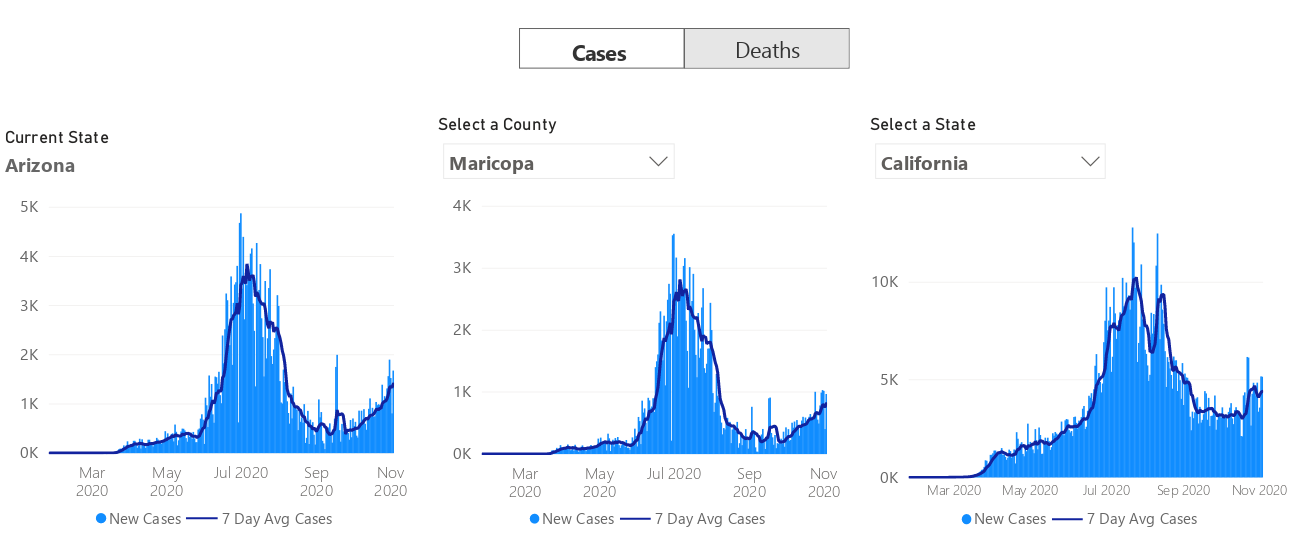 Cases Deaths
Current State
Arizona
5K
4K
3K
2K
1K
0K
Mar 2020 May 2020 Jul 2020 Sep 2020 Nov 2020
New Cases 7 Day Avg Cases
Select a County
Maricopa
4K
3K
2K
1K
0K
Mar 2020 May 2020 Jul 2020 Sep 2020 Nov 2020
New Cases 7 Day Avg Cases
Select a State
California
10K
5K
0K
Mar 2020 May 2020 Jul 2020 Sep 2020 Nov 2020
New Cases 7 Day Avg Cases